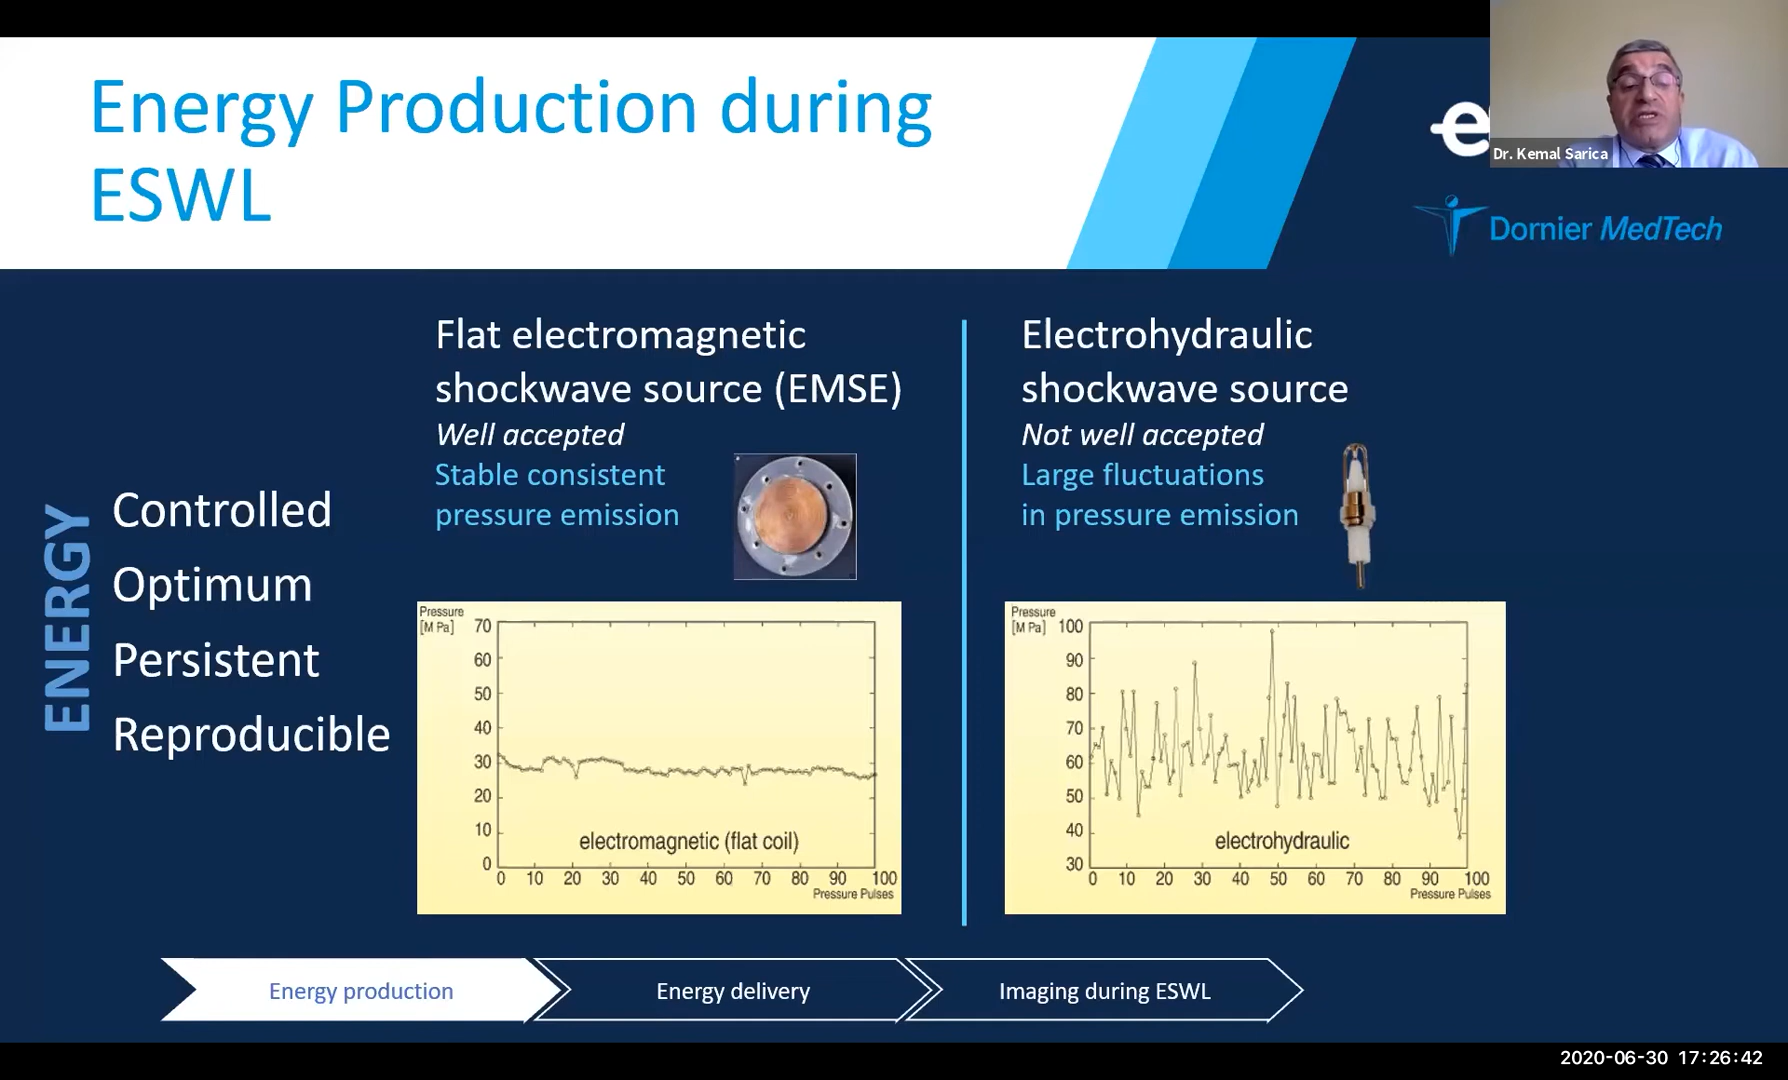 Energy Production during
ESWL
e
Dr. Kemal Sarica
Dornier MedTech
ENERGY
Controlled
Optimum
Persistent
Reproducible
Flat electromagnetic
shockwave source (EMSE)
Well accepted
Stable consistent
pressure emission
Pressure
[M Pa]
70
60
50
40
30
20
10
0
electromagnetic (flat coil)
0 10 20 30 40 50 60 70 80 90 100
Pressure Pulses
Electrohydraulic
shockwave source
Not well accepted
Large fluctuations
in pressure emission
Pressure
[M Pa]
100
90
80
70
60
50
40
30
electrohydraulic
0 10 20 30 40 50 60 70 80 90 100
Pressure Pulses
Energy production
Energy delivery
Imaging during ESWL
2020-06-30 17:26:42